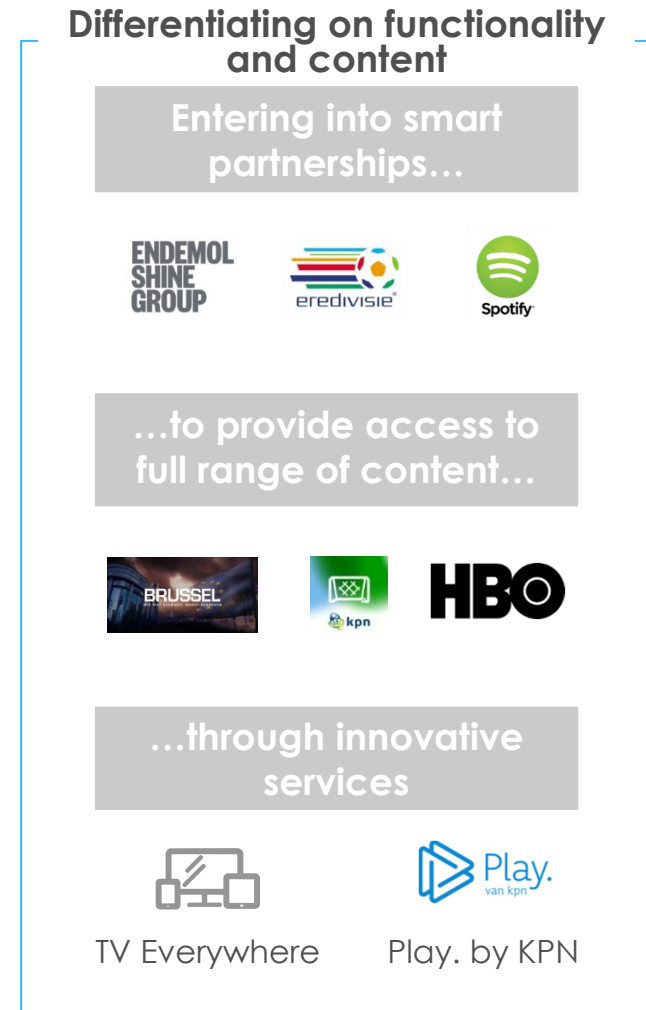 Differentiating on functionality
and content
Entering into smart
partnerships…
ENDEMOL
SHINE
GROUP
eredivisie®
Spotify
…to provide access to
full range of content…
BRUSSEL
kpn
HBO
…through innovative
services
Play.
van kpn
TV Everywhere
Play. by KPN